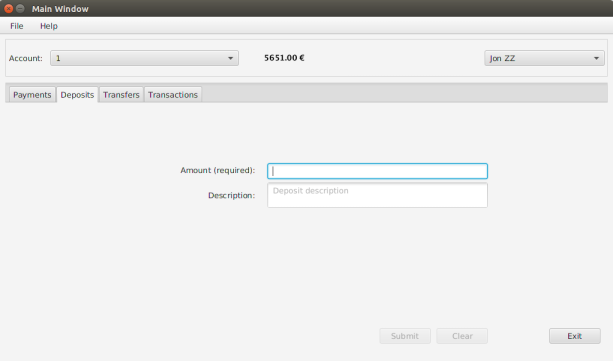 Main Window
File Help
Account: 1 5651.00 € Jon ZZ
Payments Deposits Transfers Transactions
Amount (required):
Description: Deposit description
Submit Clear Exit